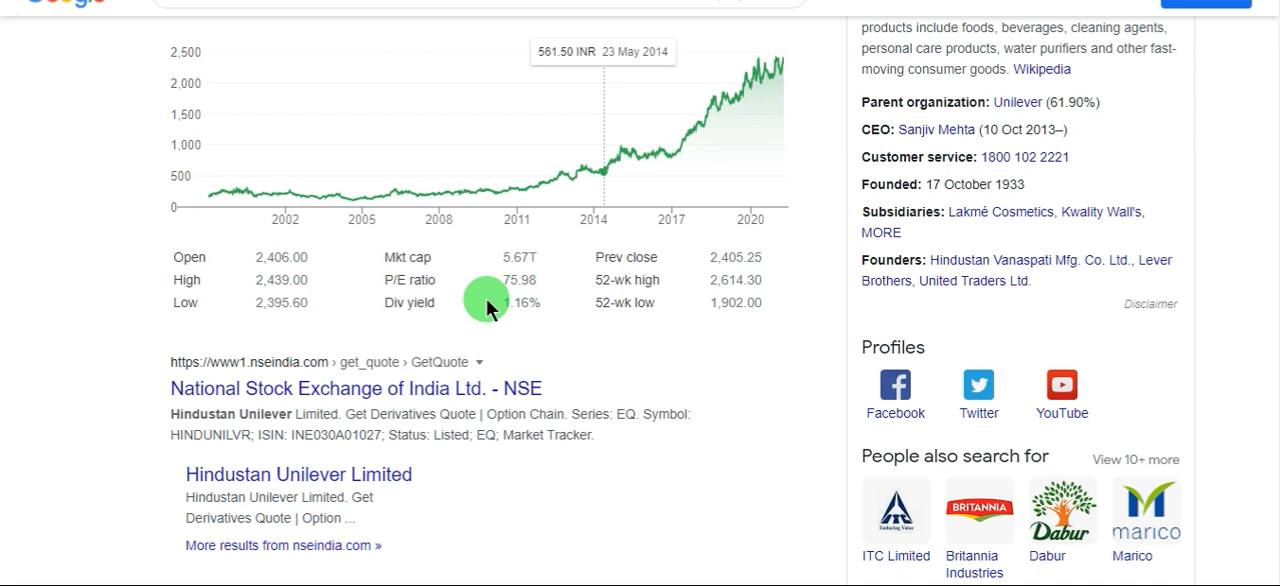 Google
2,500
2,000
1,500
1,000
500
0
561.50 INR 23 May 2014
2002 2005 2008 2011 2014 2017 2020
Open 2,406.00 Mkt cap 5.67T Prev close 2,405.25
High 2,439.00 P/E ratio 75.98 52-wk high 2,614.30
Low 2,395.60 Div yield 1.16% 52-wk low 1,902.00
https://www1.nseindia.com › get_quote › GetQuote
National Stock Exchange of India Ltd. - NSE
Hindustan Unilever Limited. Get Derivatives Quote | Option Chain. Series: EQ. Symbol:
HINDUNILVR; ISIN: INE030A01027; Status: Listed; EQ; Market Tracker.
Hindustan Unilever Limited
Hindustan Unilever Limited. Get
Derivatives Quote | Option ...
More results from nseindia.com »
products include foods, beverages, cleaning agents,
personal care products, water purifiers and other fast-
moving consumer goods. Wikipedia
Parent organization: Unilever (61.90%)
CEO: Sanjiv Mehta (10 Oct 2013–)
Customer service: 1800 102 2221
Founded: 17 October 1933
Subsidiaries: Lakmé Cosmetics, Kwality Wall's,
MORE
Founders: Hindustan Vanaspati Mfg. Co. Ltd., Lever
Brothers, United Traders Ltd.
Disclaimer
Profiles
Facebook Twitter YouTube
People also search for View 10+ more
ITC
Enduring Value
BRITANNIA
Dabur
marico
ITC Limited Britannia Dabur Marico
Industries